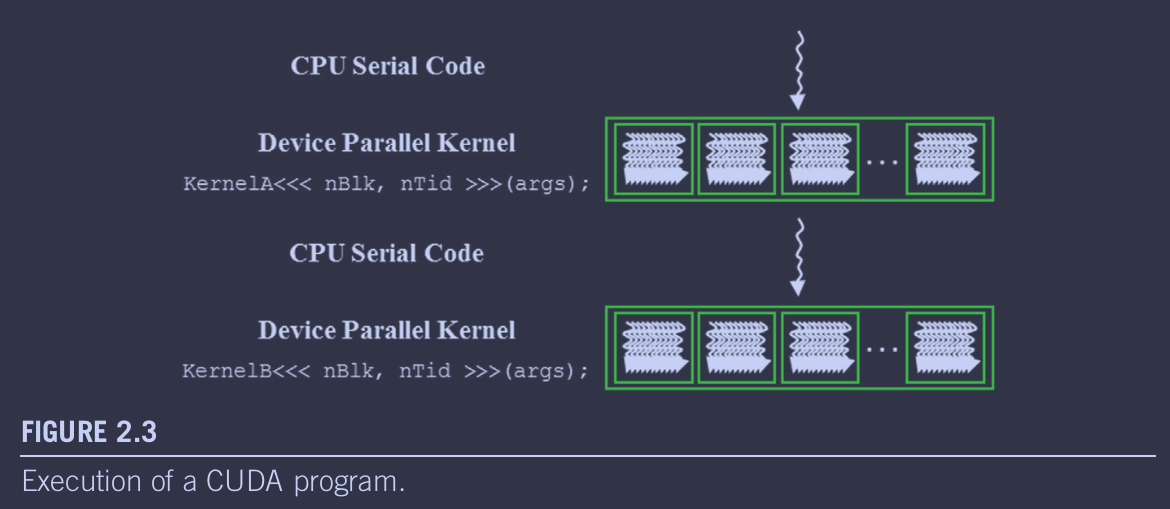 CPU Serial Code
Device Parallel Kernel
KernelA<<< nBlk, nTid >>>(args);
...
CPU Serial Code
Device Parallel Kernel
KernelB<<< nBlk, nTid >>>(args);
...
FIGURE 2.3
Execution of a CUDA program.